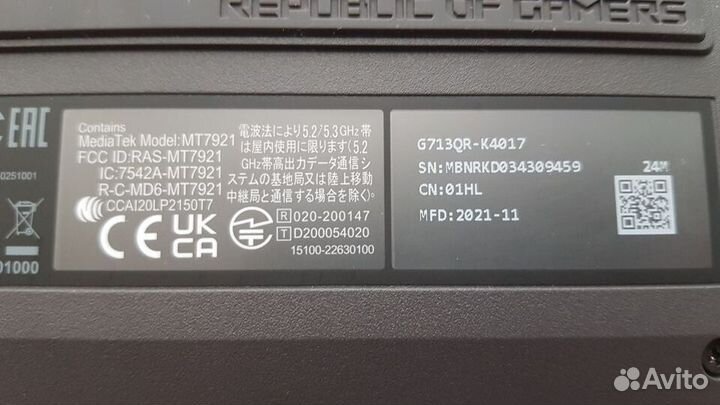 REPUBLIC OF GAMERS
EAC
0251001
01000
Contains
MediaTek Model:MT7921
FCC ID:RAS-MT7921
IC:7542A-MT7921
R-C-MD6-MT7921
CCAI20LP2150T7
CE UK CA
電波法により5.2/5.3GHz帯
は屋内使用に限ります(5.2
GHz帯高出力データ通信シ
ステムの基地局又は陸上移動
中継局と通信する場合を除く)。
R 020-200147
T D200054020
15100-22630100
G713QR-K4017
SN:MBNRKD034309459
24M
CN:01HL
MFD:2021-11
Avito